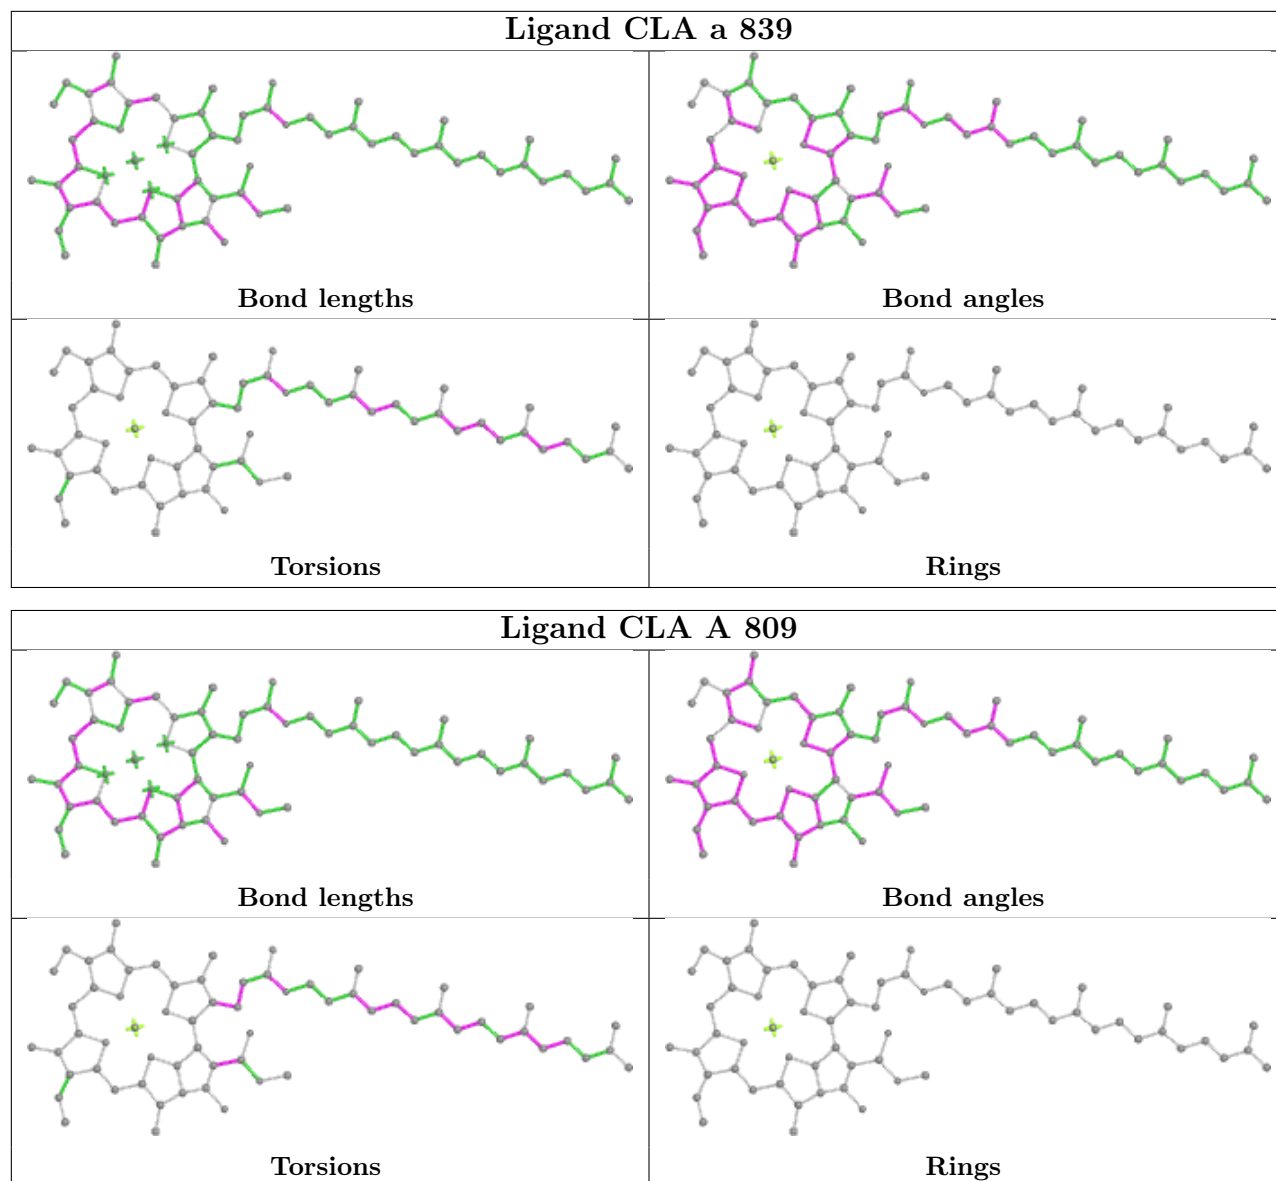 Ligand CLA a 839
Bond lengths
Bond angles
Torsions
Rings
Ligand CLA A 809
Bond lengths
Bond angles
Torsions
Rings